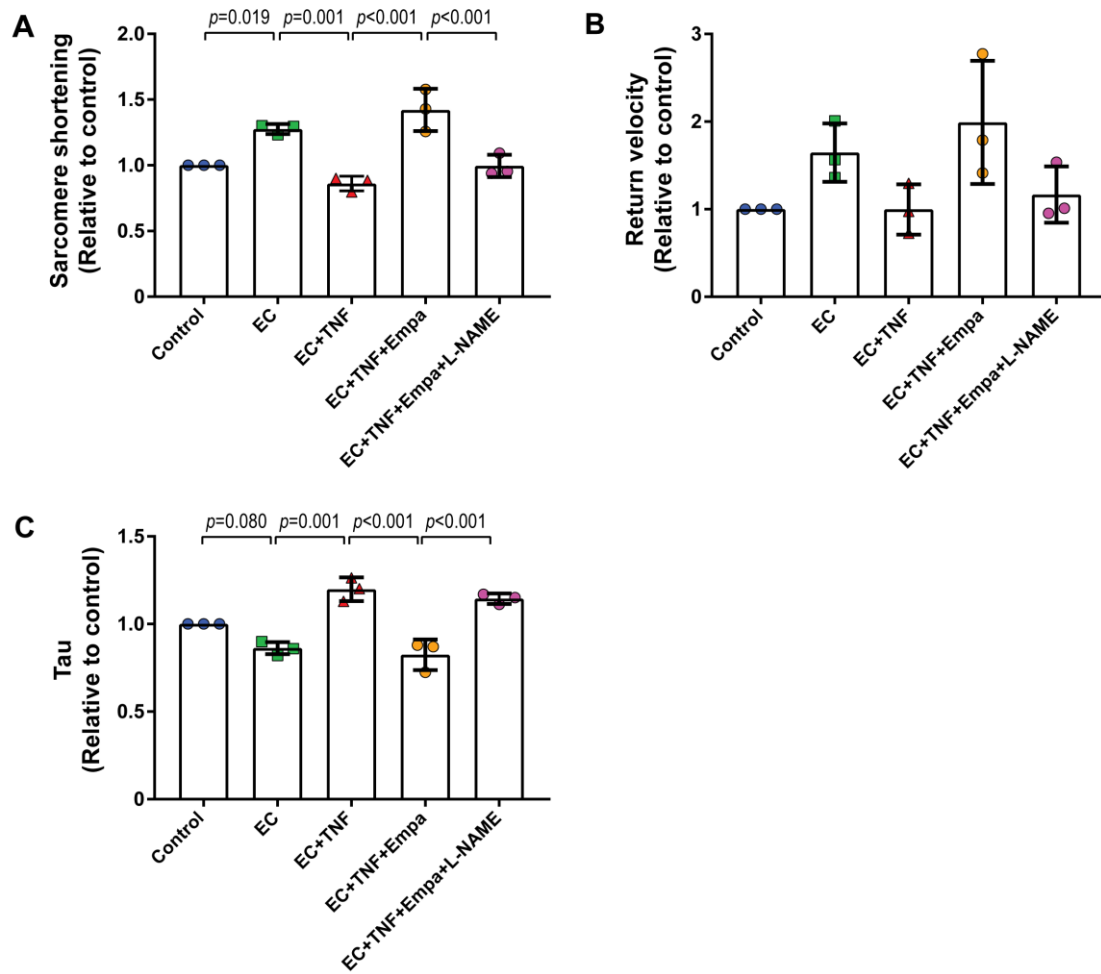 A
p=0.019 p=0.001 p<0.001 p<0.001
Sarcomere shortening
(Relative to control)
2.0
1.5
1.0
0.5
0
Control
EC
EC+TNF
EC+TNF+Empa
EC+TNF+Empa+L-NAME
B
Return velocity
(Relative to control)
3
2
1
0
Control
EC
EC+TNF
EC+TNF+Empa
EC+TNF+Empa+L-NAME
C
p=0.080 p=0.001 p<0.001 p<0.001
Tau
(Relative to control)
1.5
1.0
0.5
0
Control
EC
EC+TNF
EC+TNF+Empa
EC+TNF+Empa+L-NAME